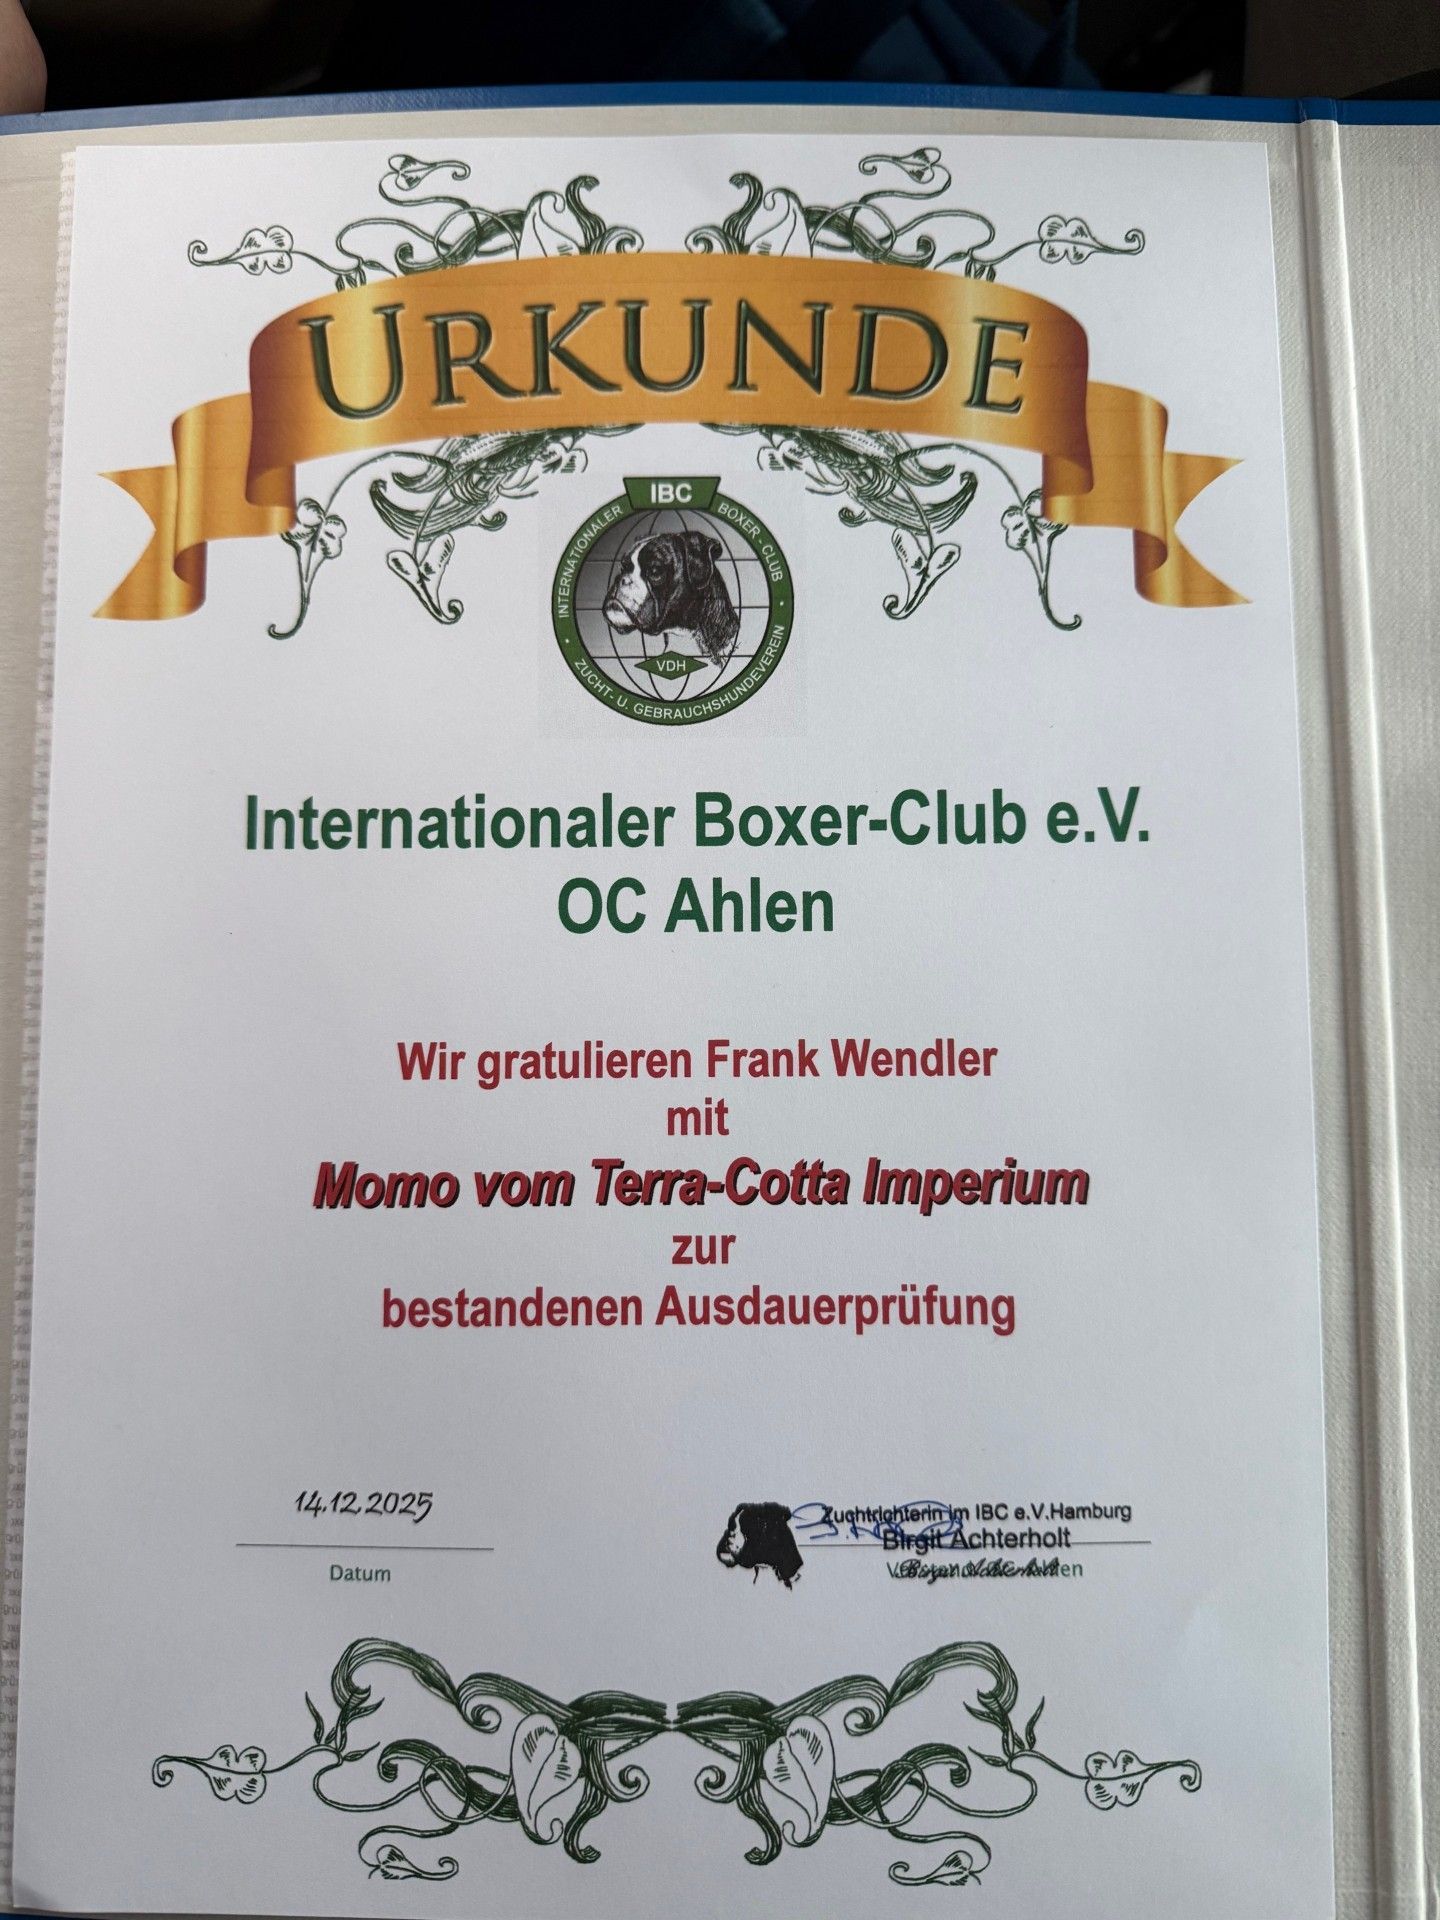 URKUNDE
IBC
INTERNATIONALER BOXER-CLUB
VDH
ZUCHT- U. GEBRAUCHSHUNDEVEREIN
Internationaler Boxer-Club e.V.
OC Ahlen
Wir gratulieren Frank Wendler
mit
Momo vom Terra-Cotta Imperium
zur
bestandenen Ausdauerprüfung
14.12.2025
Datum
Zuchtrichterin im IBC e.V.Hamburg
Birgit Achterholt